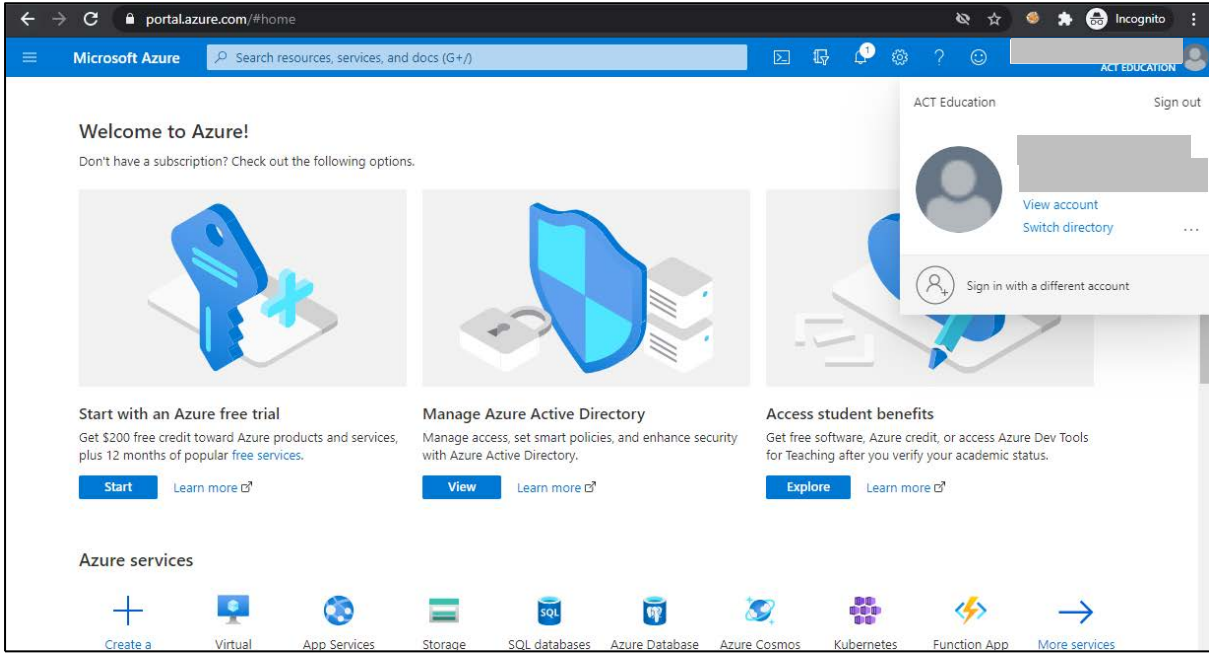 portal.azure.com/#home
Incognito
Microsoft Azure
Search resources, services, and docs (G+/)
1
?
ACT EDUCATION
ACT Education
Sign out
View account
Switch directory
...
Sign in with a different account
Welcome to Azure!
Don't have a subscription? Check out the following options.
Start with an Azure free trial
Get $200 free credit toward Azure products and services,
plus 12 months of popular free services.
Start
Learn more
Manage Azure Active Directory
Manage access, set smart policies, and enhance security
with Azure Active Directory.
View
Learn more
Access student benefits
Get free software, Azure credit, or access Azure Dev Tools
for Teaching after you verify your academic status.
Explore
Learn more
Azure services
SQL
Create a
Virtual
App Services
Storage
SQL databases
Azure Database
Azure Cosmos
Kubernetes
Function App
More services